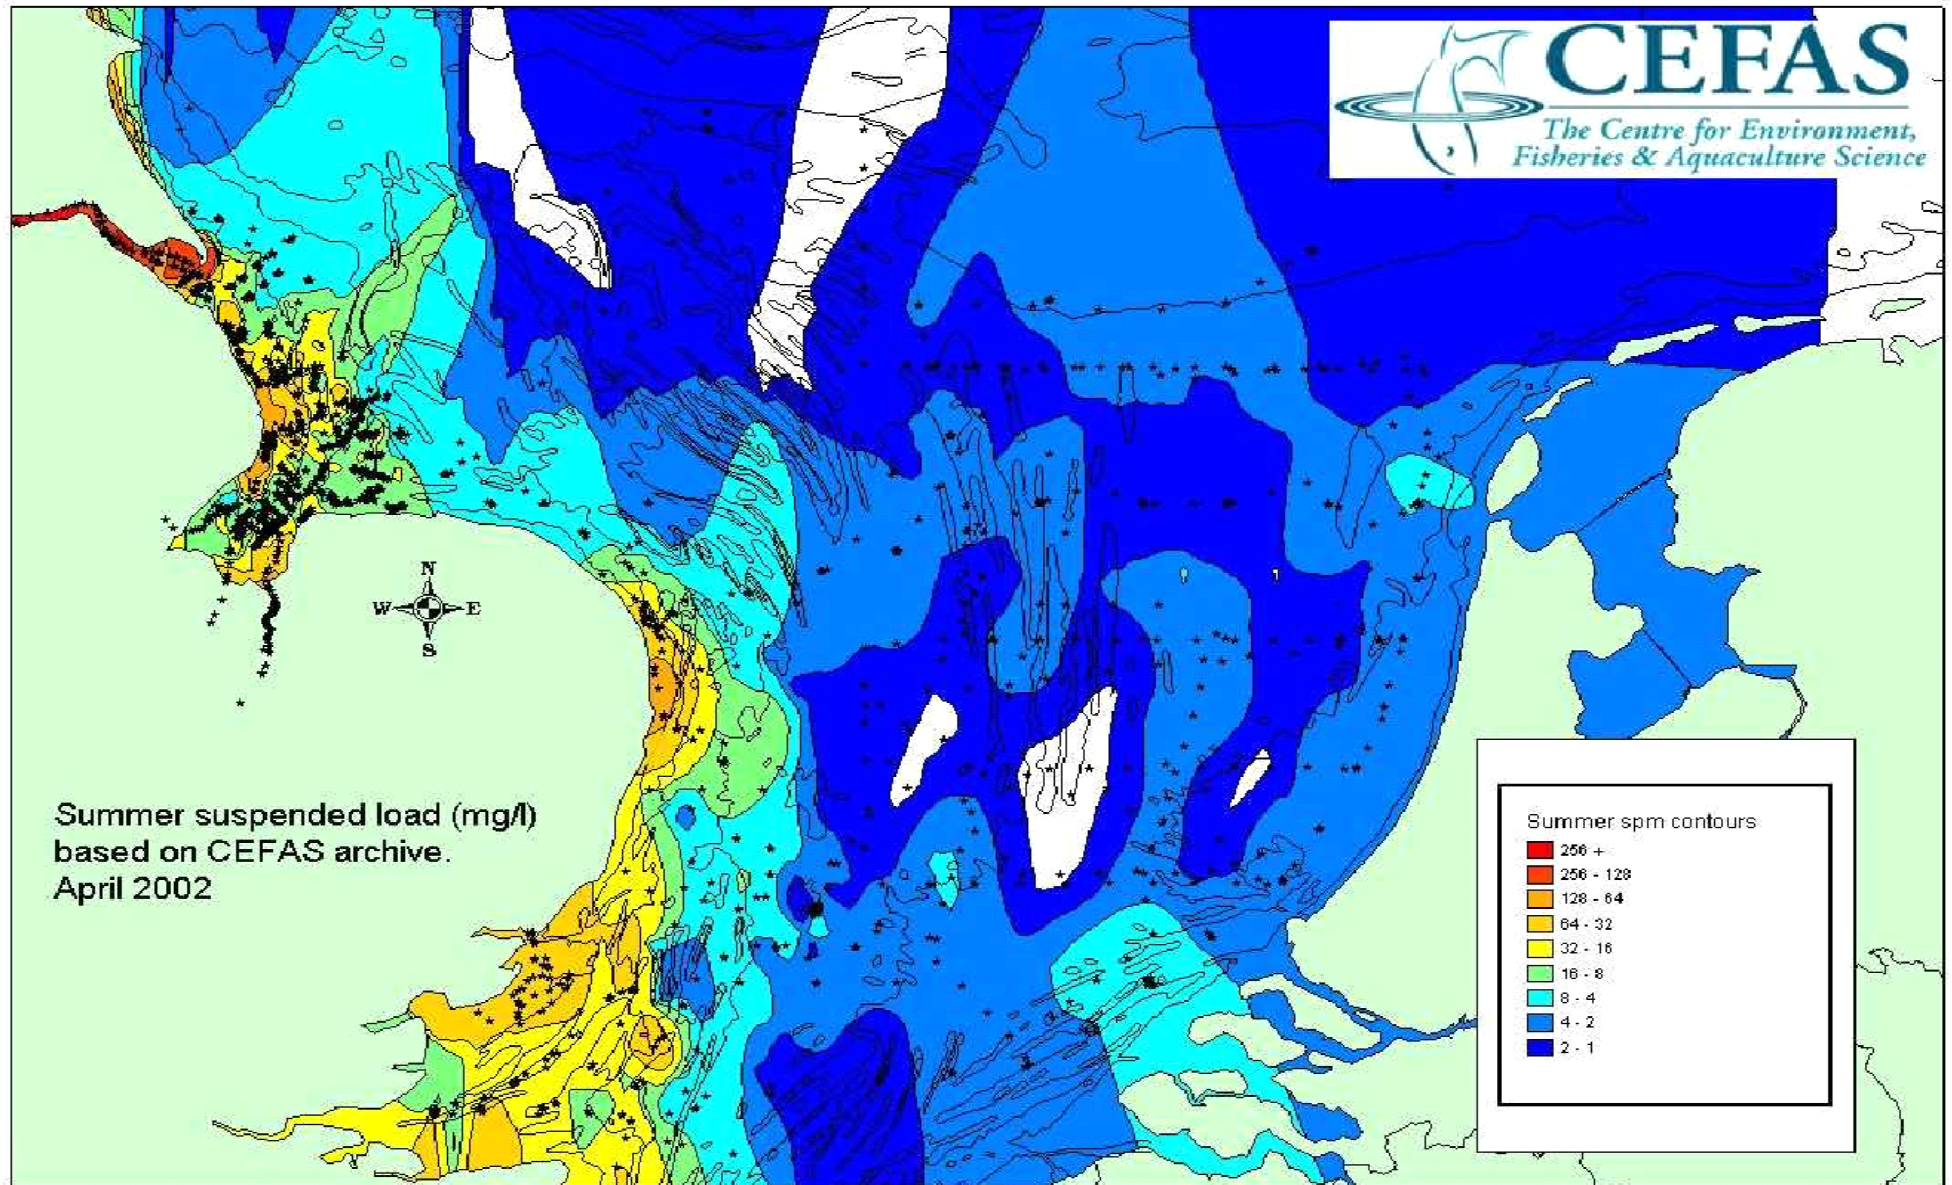 CEFAS
The Centre for Environment,
Fisheries & Aquaculture Science
N
W E
S
Summer suspended load (mg/l)
based on CEFAS archive.
April 2002
Summer spm contours
256 +
256 - 128
128 - 64
64 - 32
32 - 16
16 - 8
8 - 4
4 - 2
2 - 1